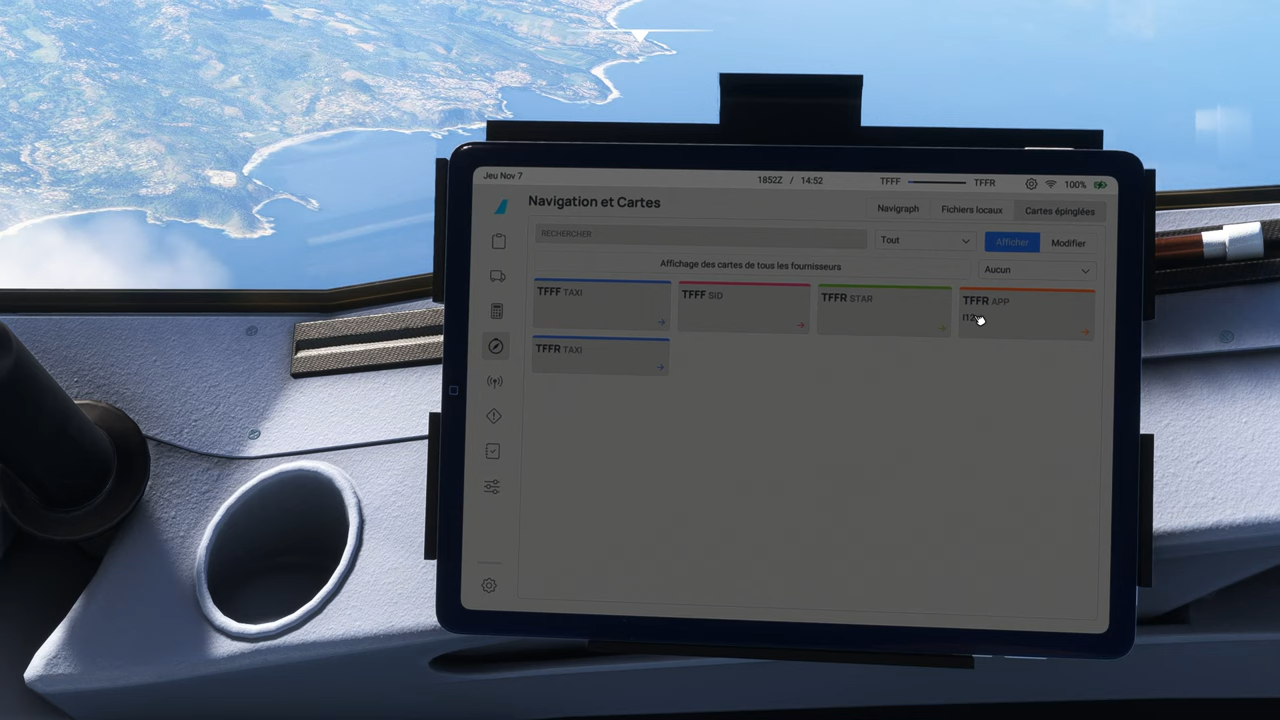 Jeu Nov 7
1852Z / 14:52
TFFF TFFR
100%
Navigation et Cartes
Navigraph
Fichiers locaux
Cartes épinglées
RECHERCHER
Tout
Afficher
Modifier
Affichage des cartes de tous les fournisseurs
Aucun
TFFF TAXI
TFFF SID
TFFR STAR
TFFR APP
TFFR TAXI